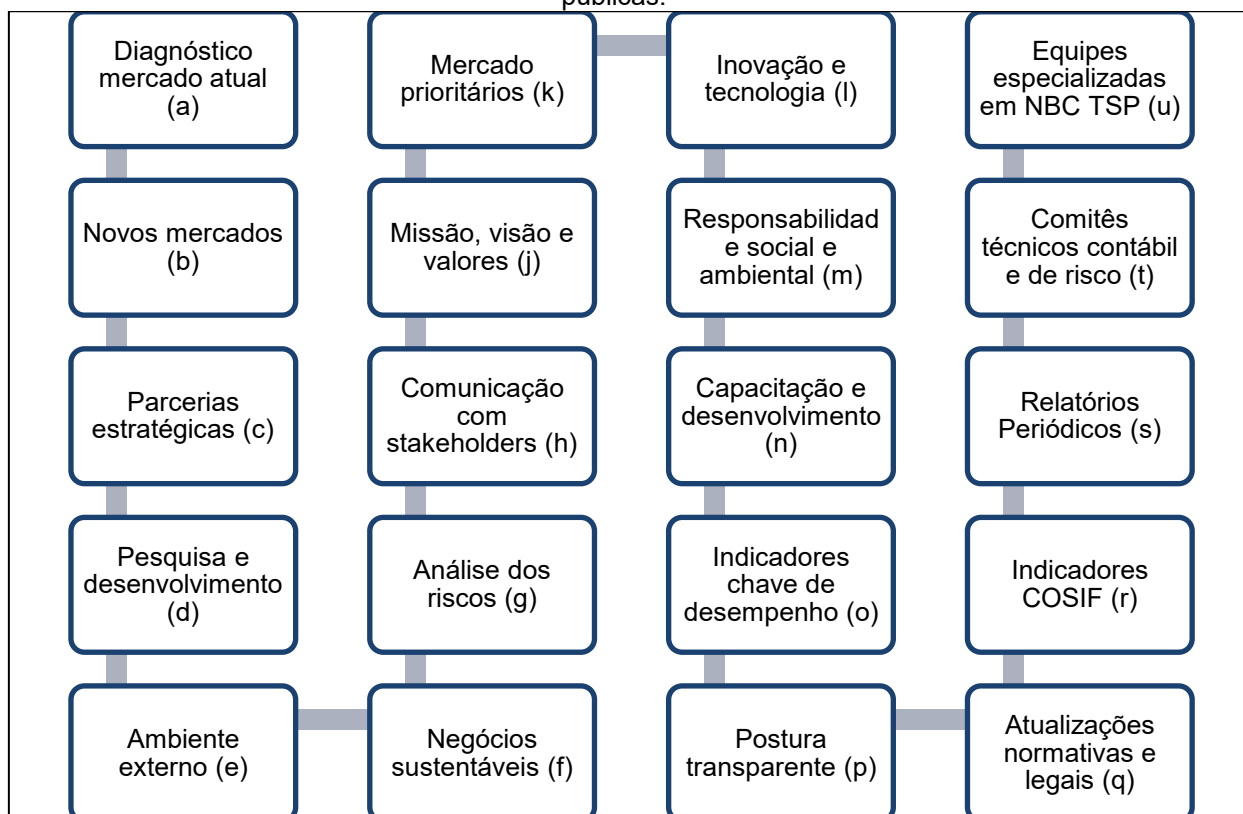 públicas.
Diagnóstico
mercado atual
(a)
Novos mercados
(b)
Parcerias
estratégicas (c)
Pesquisa e
desenvolvimento
(d)
Ambiente
externo (e)
Negócios
sustentáveis (f)
Análise dos
riscos (g)
Comunicação
com
stakeholders (h)
Missão, visão e
valores (j)
Mercado
prioritários (k)
Inovação e
tecnologia (l)
Responsabilidad
e social e
ambiental (m)
Capacitação e
desenvolvimento
(n)
Indicadores
chave de
desempenho (o)
Postura
transparente (p)
Atualizações
normativas e
legais (q)
Indicadores
COSIF (r)
Relatórios
Periódicos (s)
Comitês
técnicos contábil
e de risco (t)
Equipes
especializadas
em NBC TSP (u)